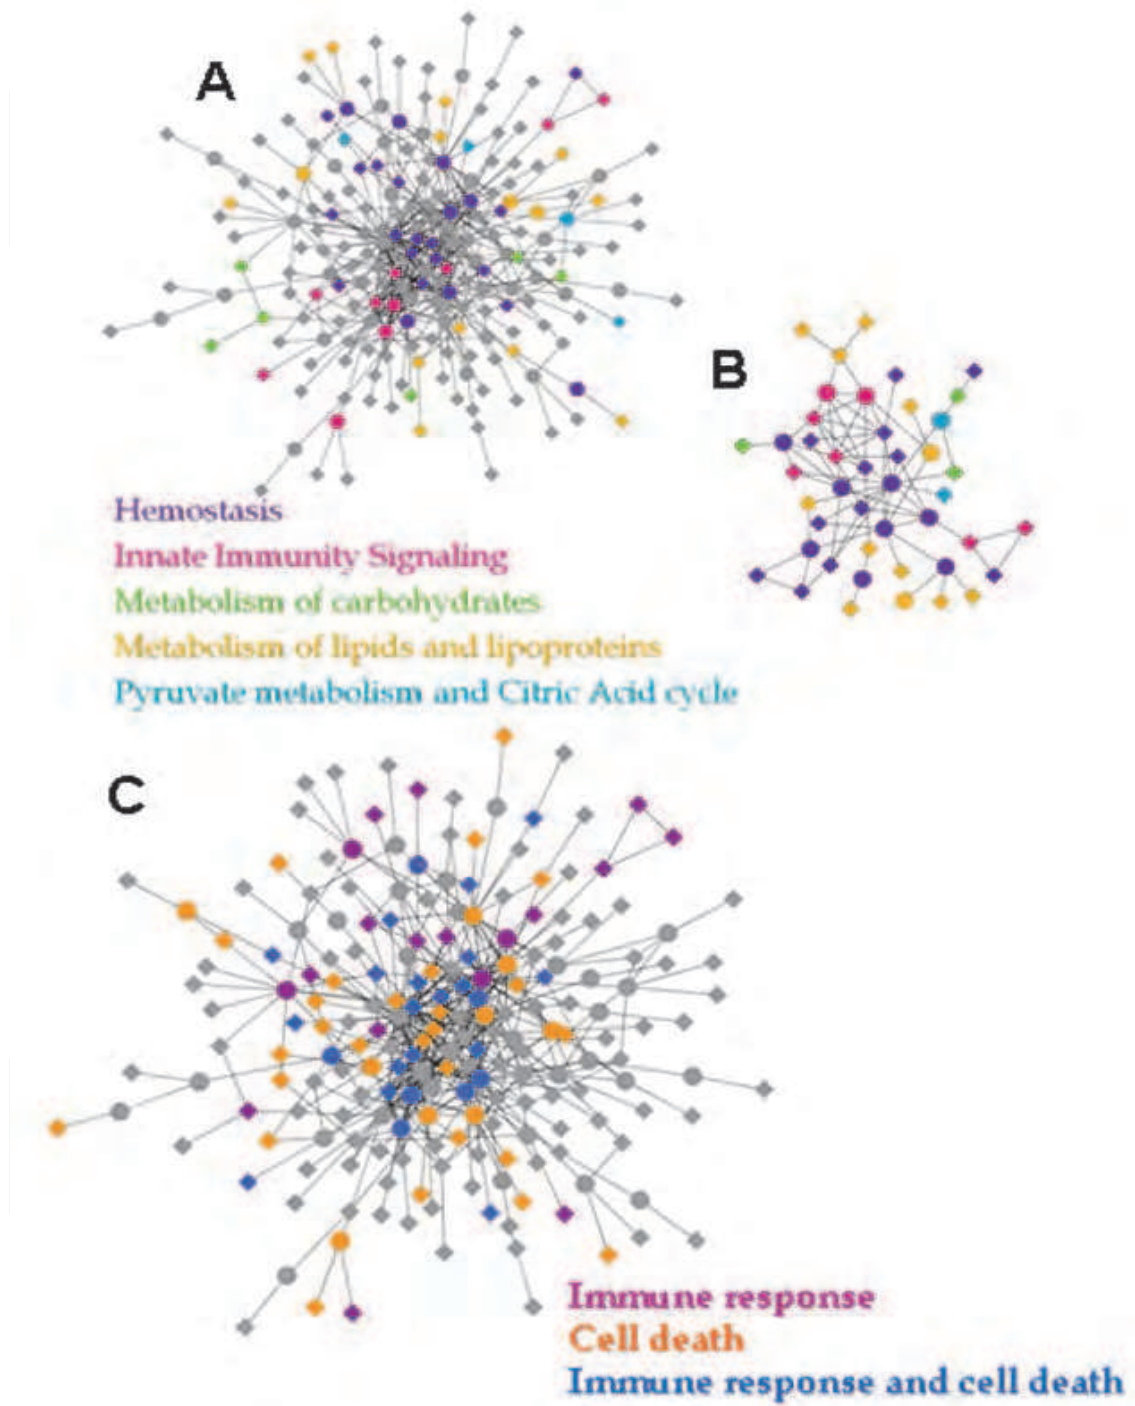 A
B
Hemostasis
Innate Immunity Signaling
Metabolism of carbohydrates
Metabolism of lipids and lipoproteins
Pyruvate metabolism and Citric Acid cycle
C
Immune response
Cell death
Immune response and cell death